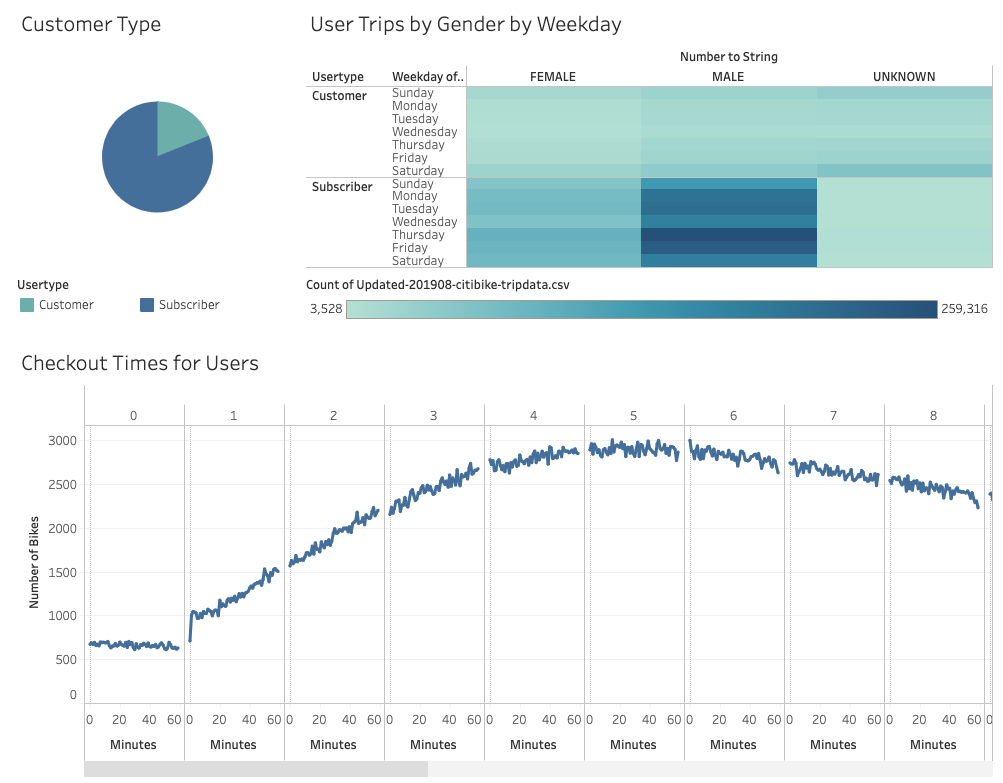 Customer Type
User Trips by Gender by Weekday
Number to String
Usertype Weekday of.. FEMALE MALE UNKNOWN
Customer Sunday
Monday
Tuesday
Wednesday
Thursday
Friday
Saturday
Subscriber Sunday
Monday
Tuesday
Wednesday
Thursday
Friday
Saturday
Usertype
Customer Subscriber
Count of Updated-201908-citibike-tripdata.csv
3,528 259,316
Checkout Times for Users
0 1 2 3 4 5 6 7 8
Number of Bikes
3000
2500
2000
1500
1000
500
0
0 20 40 60 0 20 40 60 0 20 40 60 0 20 40 60 0 20 40 60 0 20 40 60 0 20 40 60 0 20 40 60 0 20 40 60 0
Minutes Minutes Minutes Minutes Minutes Minutes Minutes Minutes Minutes